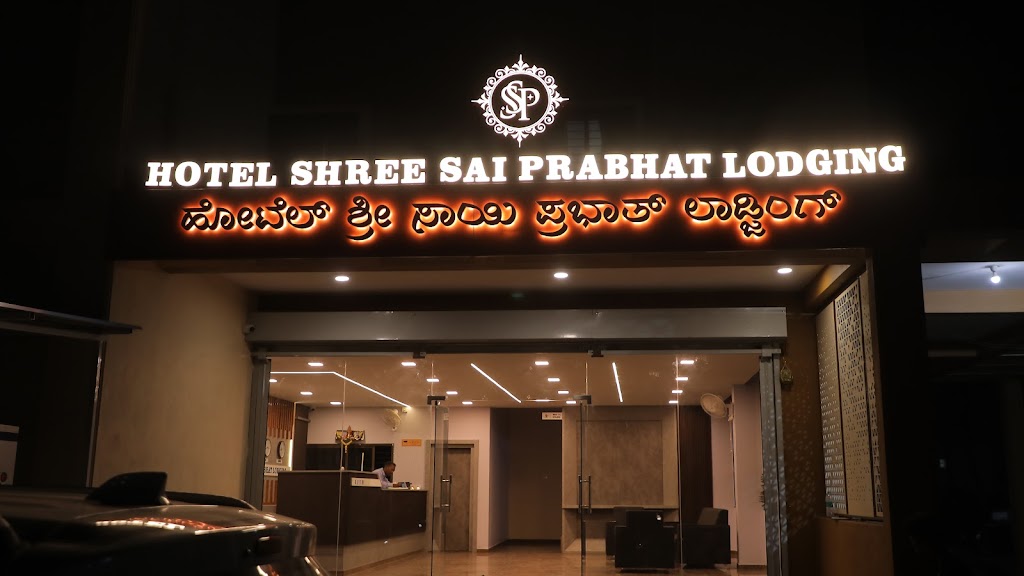 SSP
HOTEL SHREE SAI PRABHAT LODGING
ಹೋಟೆಲ್ ಶ್ರೀ ಸಾಯಿ ಪ್ರಭಾತ್ ಲಾಡ್ಜಿಂಗ್